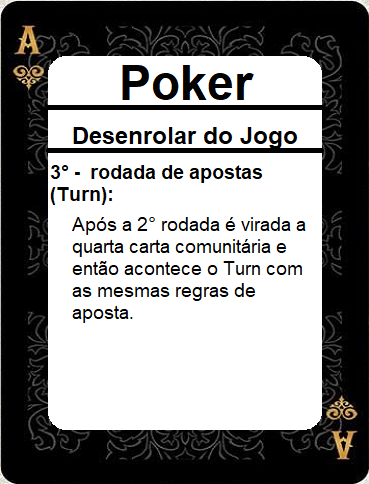 A
Poker
Desenrolar do Jogo
3° - rodada de apostas
(Turn):
Após a 2° rodada é virada a
quarta carta comunitária e
então acontece o Turn com
as mesmas regras de
aposta.
A